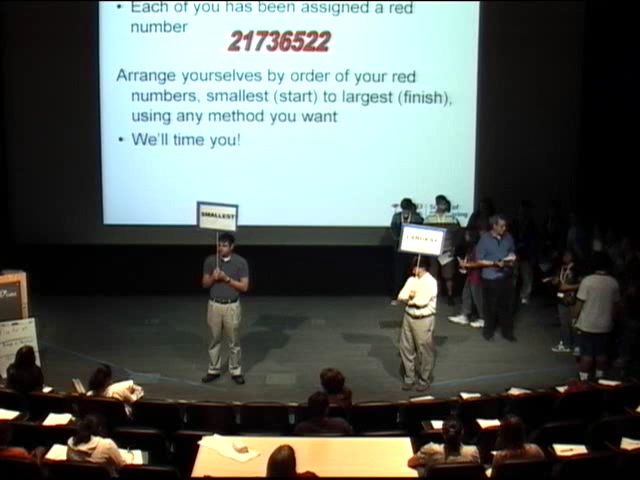 • Each of you has been assigned a red
number
21736522
Arrange yourselves by order of your red
numbers, smallest (start) to largest (finish),
using any method you want
• We'll time you!
SMALLEST
LARGEST